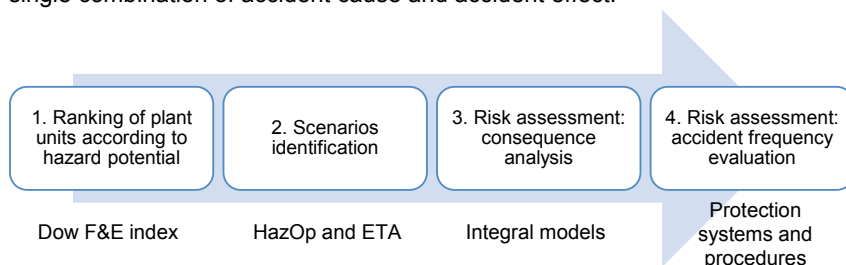 single combination of accident cause and accident effect.
1. Ranking of plant
units according to
hazard potential
2. Scenarios
identification
3. Risk assessment:
consequence
analysis
4. Risk assessment:
accident frequency
evaluation
Dow F&E index
HazOp and ETA
Integral models
Protection
systems and
procedures